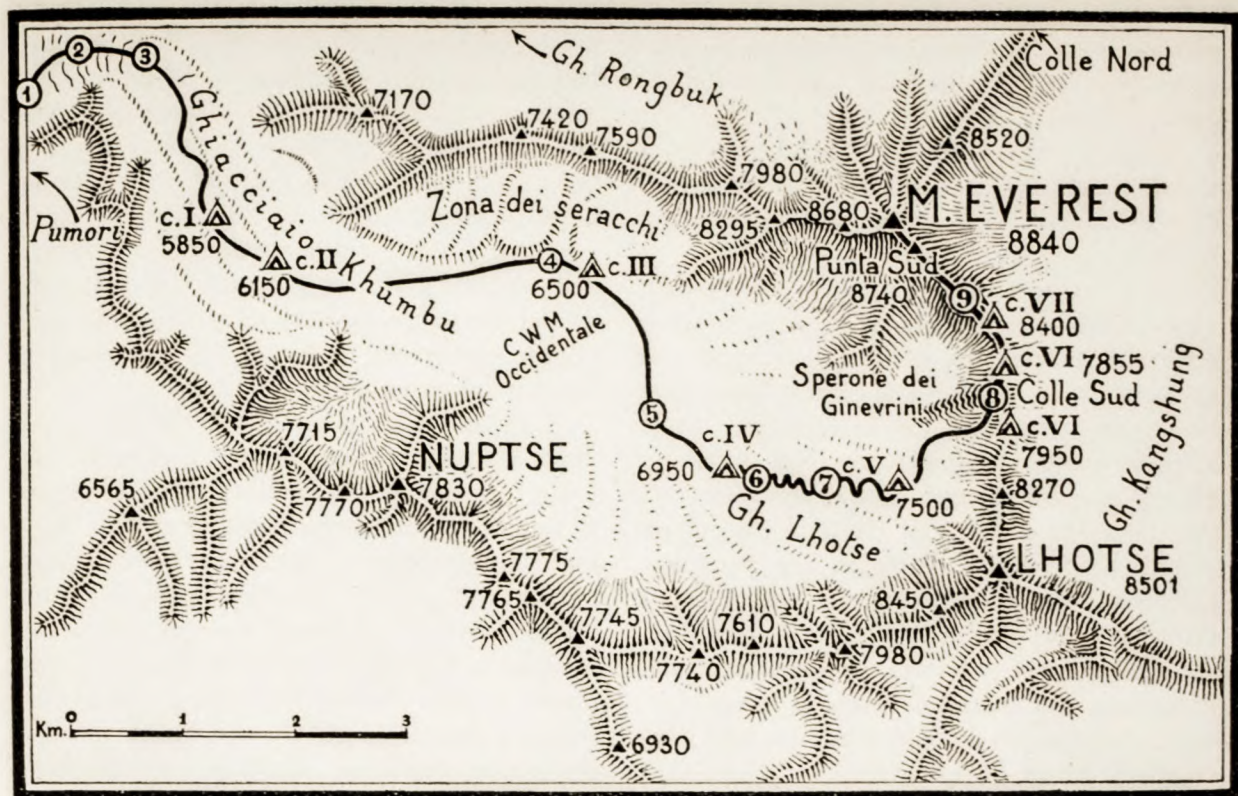 ① ② ③
Ghiacciaio
Khumbu
Gh. Rongbuk
Colle Nord
7170
7420
7590
7980
8520
Pumori
c.I
5850
c.II
6150
Zona dei seracchi
④
6500
c.III
8295
8680
M. EVEREST
8840
Punta Sud
8740
⑨
c.VII
8400
c.VI 7855
CWM
Occidentale
Sperone dei
Ginevrini
⑧
Colle Sud
c.VI
7950
8270
Gh. Kangshung
⑤
c.IV
6950
⑥
⑦
c.V
7500
Gh. Lhotse
7715
NUPTSE
7830
6565
7770
LHOTSE
8501
7775
7765
7745
7740
7610
8450
7980
6930
Km. 0 1 2 3